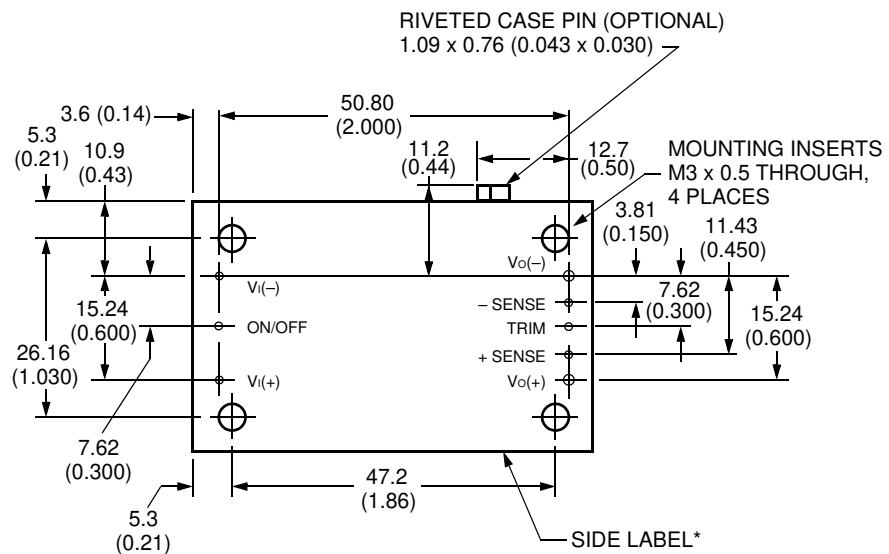 RIVETED CASE PIN (OPTIONAL)
1.09 x 0.76 (0.043 x 0.030)
3.6 (0.14)
50.80
(2.000)
5.3
(0.21)
10.9
(0.43)
11.2
(0.44)
12.7
(0.50)
MOUNTING INSERTS
M3 x 0.5 THROUGH,
4 PLACES
3.81
(0.150)
11.43
(0.450)
VO(–)
VI(–)
– SENSE
7.62
(0.300)
15.24
(0.600)
15.24
(0.600)
ON/OFF
TRIM
+ SENSE
26.16
(1.030)
VI(+)
VO(+)
7.62
(0.300)
47.2
(1.86)
5.3
(0.21)
SIDE LABEL*